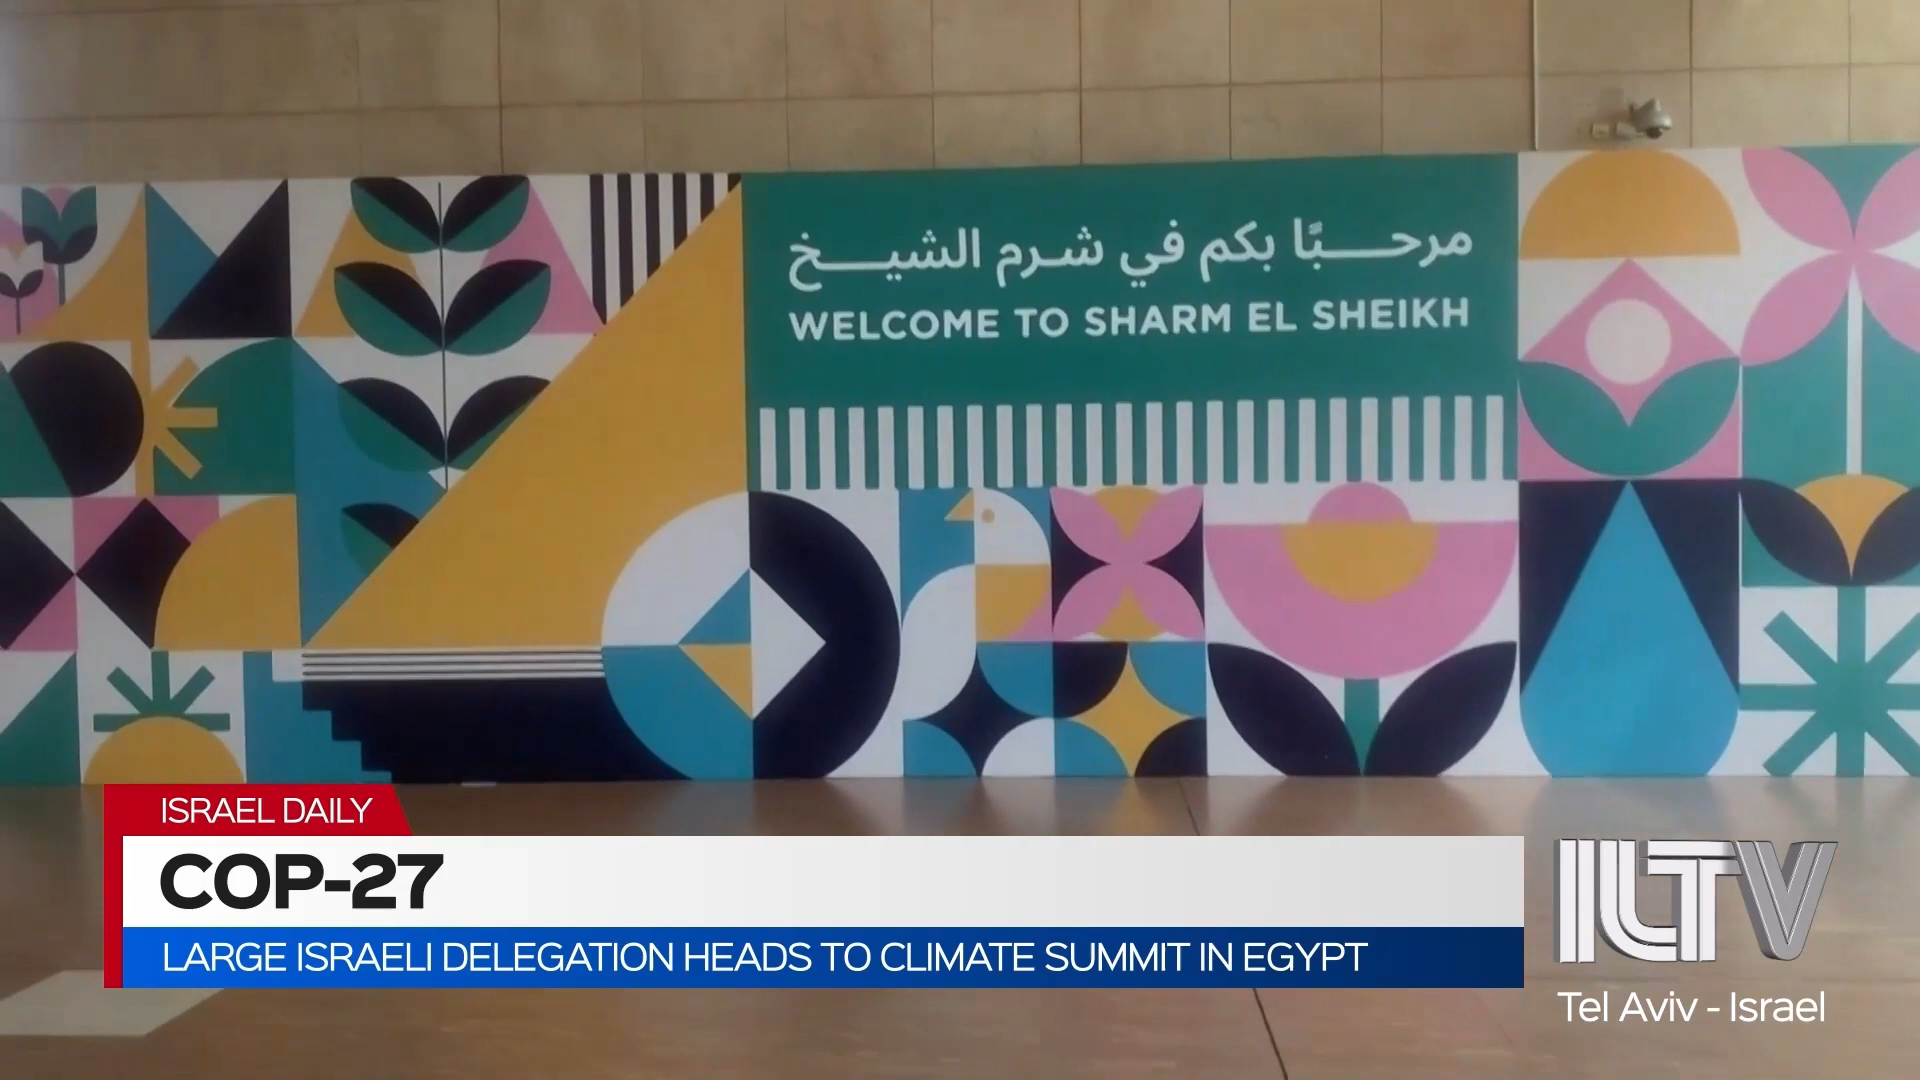 مرحبًا بكم في شرم الشيخ
WELCOME TO SHARM EL SHEIKH
ISRAEL DAILY
COP-27
LARGE ISRAELI DELEGATION HEADS TO CLIMATE SUMMIT IN EGYPT
ILTV
Tel Aviv - Israel